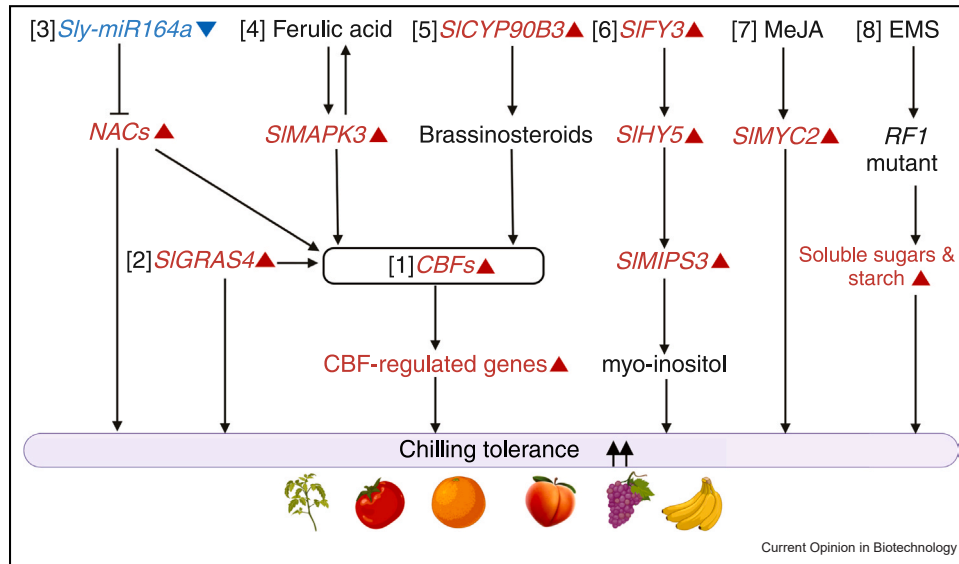 [3] Sly-miR164a [4] Ferulic acid [5] SlCYP90B3 [6] SlFY3 [7] MeJA [8] EMS
NACs SlMAPK3 Brassinosteroids SlHY5 SlMYC2 RF1
mutant
[2] SlGRAS4 [1] CBFs SlMIPS3 Soluble sugars &
starch
CBF-regulated genes myo-inositol
Chilling tolerance
Current Opinion in Biotechnology